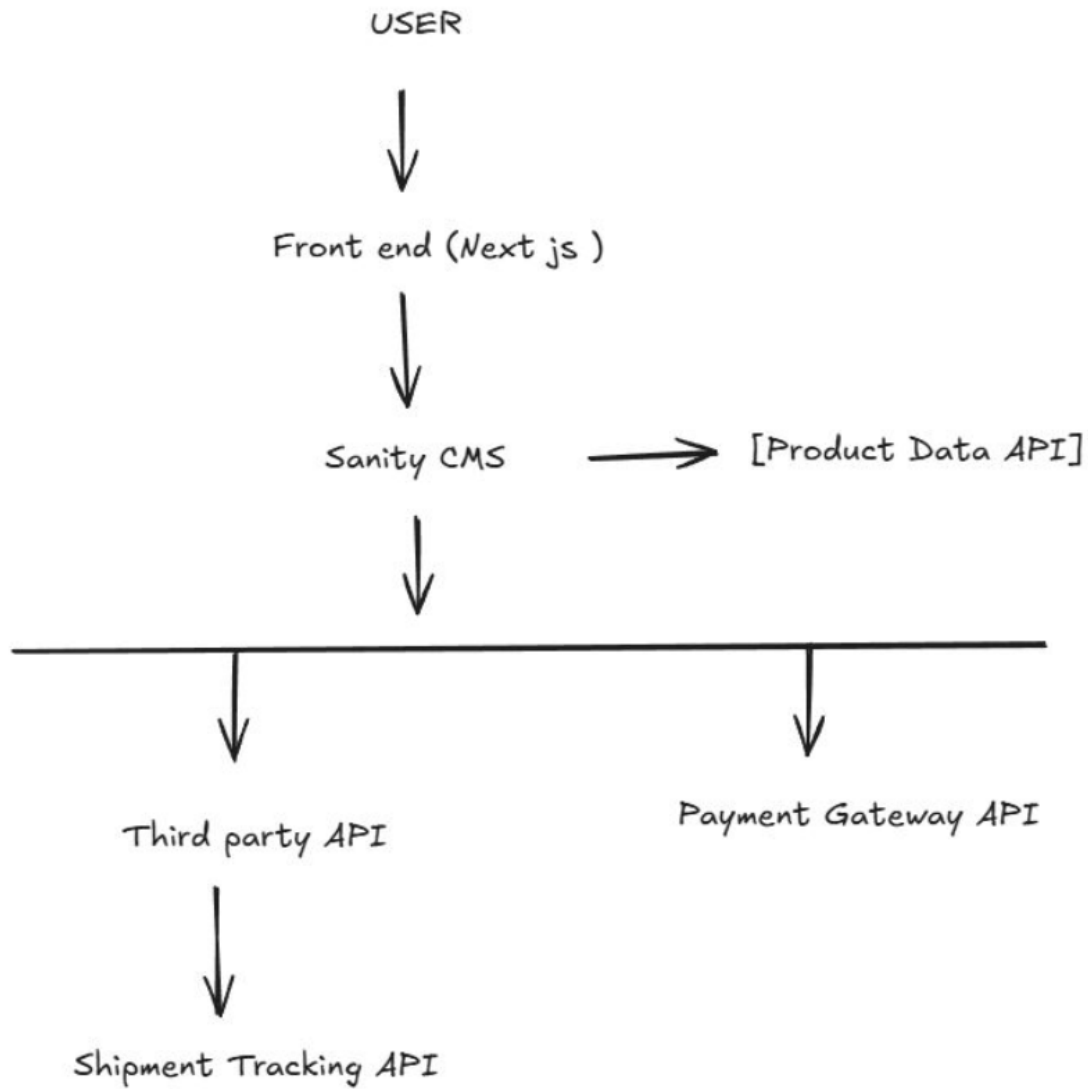 USER
Front end (Next js )
Sanity CMS
[Product Data API]
Third party API
Payment Gateway API
Shipment Tracking API